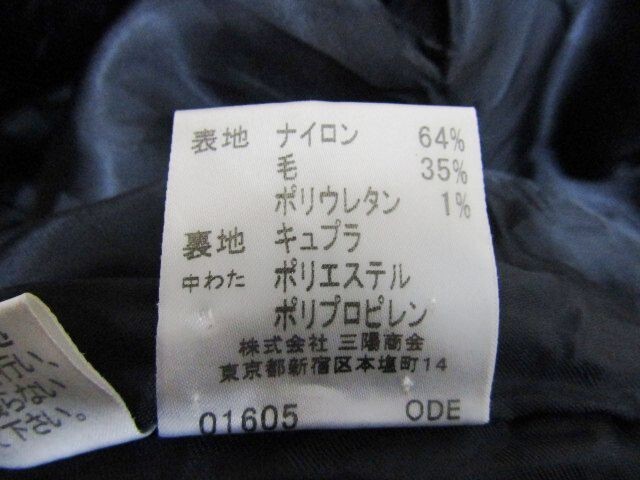 表地 ナイロン 64%
毛 35%
ポリウレタン 1%
裏地 キュプラ
中わた ポリエステル
ポリプロピレン
株式会社 三陽商会
東京都新宿区本塩町14
01605 ODE
下さい。